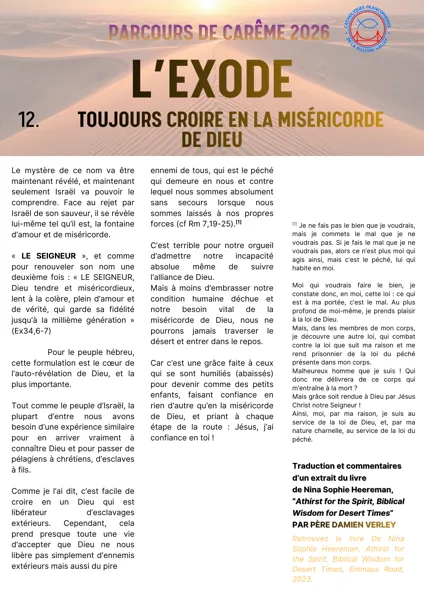 PARCOURS DE CARÊME 2026
L'EXODE
12.
TOUJOURS CROIRE EN LA MISÉRICORDE
DE DIEU
Le mystère de ce nom va être
maintenant révélé, et maintenant
seulement Israël va pouvoir le
comprendre. Face au rejet par
Israël de son sauveur, il se révèle
lui-même tel qu'il est, la fontaine
d'amour et de miséricorde.
« LE SEIGNEUR », et comme
pour renouveler son nom une
deuxième fois : « LE SEIGNEUR,
Dieu tendre et miséricordieux,
lent à la colère, plein d'amour et
de vérité, qui garde sa fidélité
jusqu'à la millième génération »
(Ex34,6-7)
Pour le peuple hébreu,
cette formulation est le cœur de
l'auto-révélation de Dieu, et la
plus importante.
Tout comme le peuple d'Israël, la
plupart d'entre nous avons
besoin d'une expérience similaire
pour en arriver vraiment à
connaître Dieu et pour passer de
pélagiens à chrétiens, d'esclaves
à fils.
Comme je l'ai dit, c'est facile de
croire en un Dieu qui est
libérateur d'esclavages
extérieurs. Cependant, cela
prend presque toute une vie
d'accepter que Dieu ne nous
libère pas simplement d'ennemis
extérieurs mais aussi du pire
ennemi de tous, qui est le péché
qui demeure en nous et contre
lequel nous sommes absolument
sans secours lorsque nous
sommes laissés à nos propres
forces (cf Rm 7,19-25).[1]
C'est terrible pour notre orgueil
d'admettre notre incapacité
absolue même de suivre
l'alliance de Dieu.
Mais à moins d'embrasser notre
condition humaine déchue et
notre besoin vital de la
miséricorde de Dieu, nous ne
pourrons jamais traverser le
désert et entrer dans le repos.
Car c'est une grâce faite à ceux
qui se sont humiliés (abaissés)
pour devenir comme des petits
enfants, faisant confiance en
rien d'autre qu'en la miséricorde
de Dieu, et priant à chaque
étape de la route : Jésus, j'ai
confiance en toi !
[1] Je ne fais pas le bien que je voudrais,
mais je commets le mal que je ne
voudrais pas. Si je fais le mal que je ne
voudrais pas, alors ce n'est plus moi qui
agis ainsi, mais c'est le péché, lui qui
habite en moi.
Moi qui voudrais faire le bien, je
constate donc, en moi, cette loi : ce qui
est à ma portée, c'est le mal. Au plus
profond de moi-même, je prends plaisir
à la loi de Dieu.
Mais, dans les membres de mon corps,
je découvre une autre loi, qui combat
contre la loi que suit ma raison et me
rend prisonnier de la loi du péché
présente dans mon corps.
Malheureux homme que je suis ! Qui
donc me délivrera de ce corps qui
m'entraîne à la mort ?
Mais grâce soit rendue à Dieu par Jésus
Christ notre Seigneur !
Ainsi, moi, par ma raison, je suis au
service de la loi de Dieu, et, par ma
nature charnelle, au service de la loi du
péché.
Traduction et commentaires
d'un extrait du livre
de Nina Sophie Heereman,
"Athirst for the Spirit, Biblical
Wisdom for Desert Times"
PAR PÈRE DAMIEN VERLEY
Retrouvez le livre De Nina
Sophie Heereman, Athirst for
the Spirit, Biblical Wisdom for
Desert Times, Emmaus Road,
2023.